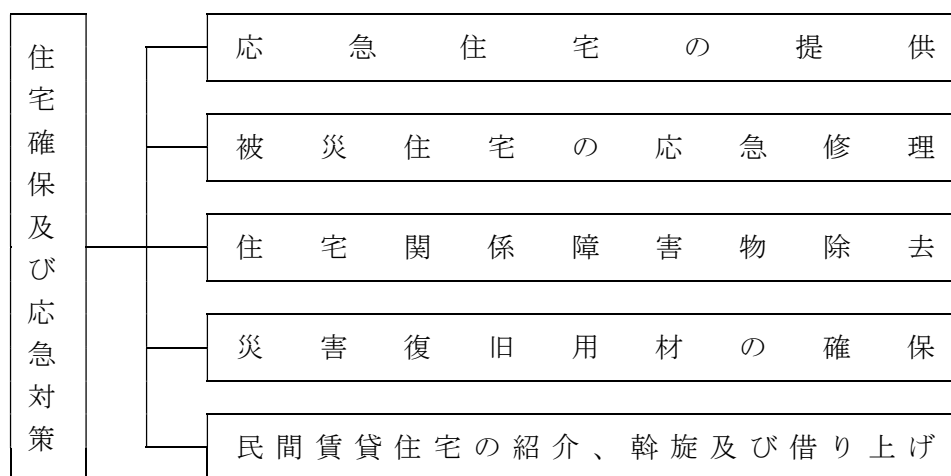 住宅確保及び応急対策
応急住宅の提供
被災住宅の応急修理
住宅関係障害物除去
災害復旧用材の確保
民間賃貸住宅の紹介、斡旋及び借り上げ